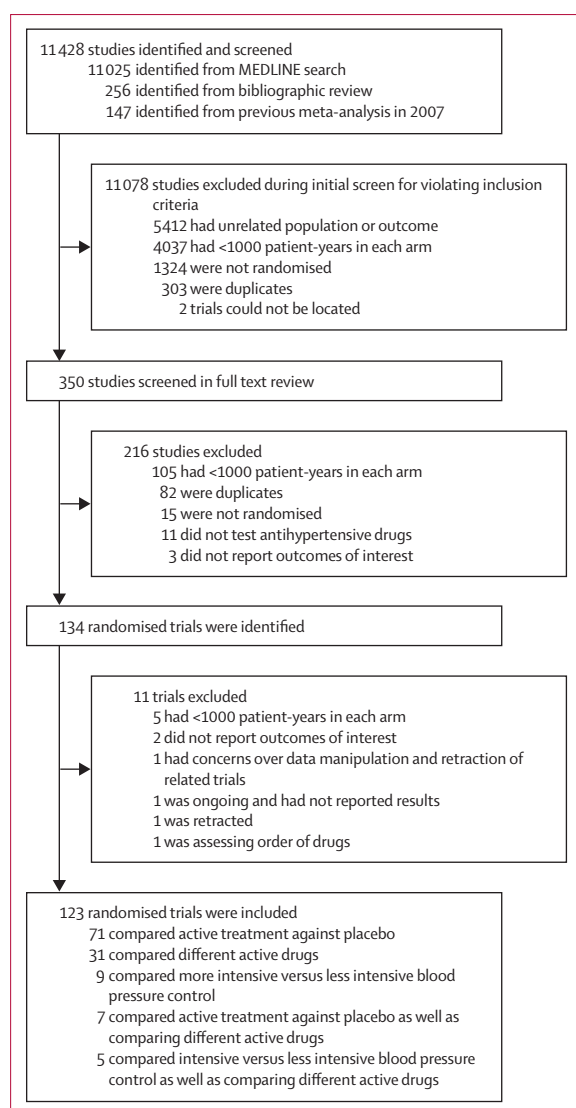 11 428 studies identified and screened
11 025 identified from MEDLINE search
256 identified from bibliographic review
147 identified from previous meta-analysis in 2007
11 078 studies excluded during initial screen for violating inclusion
criteria
5412 had unrelated population or outcome
4037 had <1000 patient-years in each arm
1324 were not randomised
303 were duplicates
2 trials could not be located
350 studies screened in full text review
216 studies excluded
105 had <1000 patient-years in each arm
82 were duplicates
15 were not randomised
11 did not test antihypertensive drugs
3 did not report outcomes of interest
134 randomised trials were identified
11 trials excluded
5 had <1000 patient-years in each arm
2 did not report outcomes of interest
1 had concerns over data manipulation and retraction of
related trials
1 was ongoing and had not reported results
1 was retracted
1 was assessing order of drugs
123 randomised trials were included
71 compared active treatment against placebo
31 compared different active drugs
9 compared more intensive versus less intensive blood
pressure control
7 compared active treatment against placebo as well as
comparing different active drugs
5 compared intensive versus less intensive blood pressure
control as well as comparing different active drugs